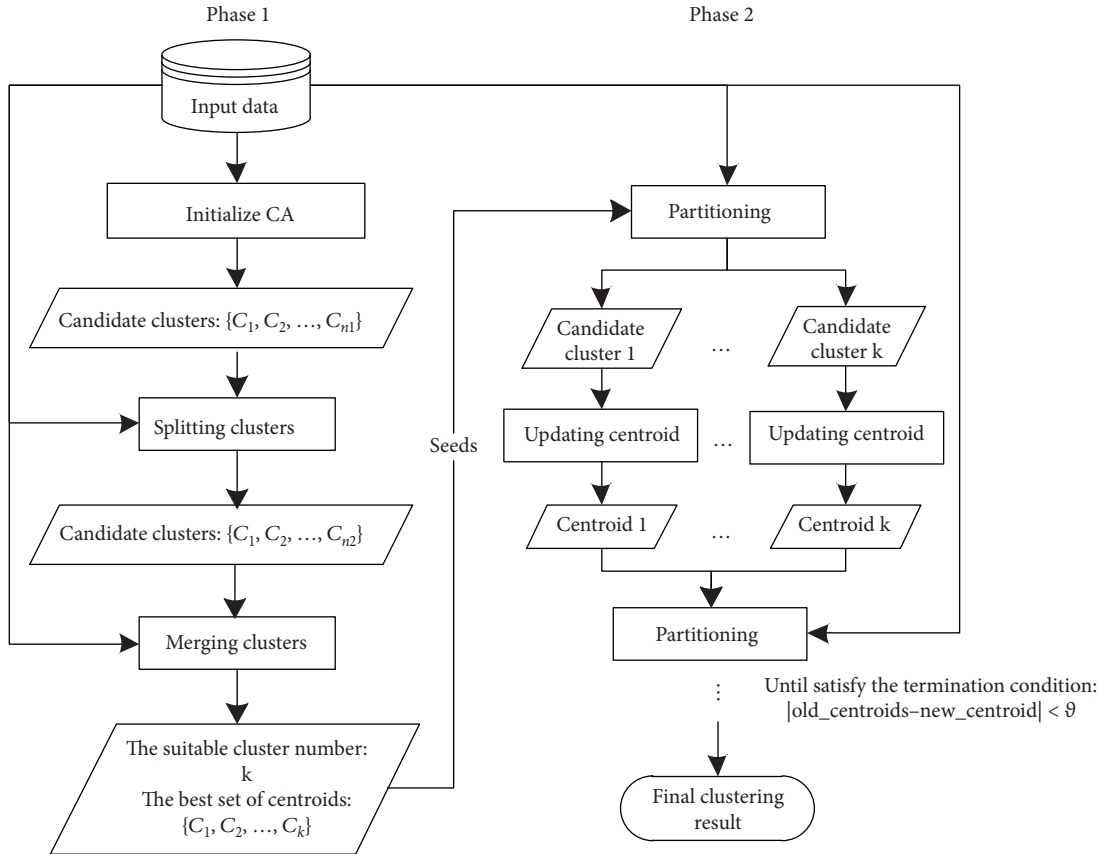 Phase 1
Input data
Initialize CA
Candidate clusters: {C₁, C₂, …, Cₙ₁}
Splitting clusters
Candidate clusters: {C₁, C₂, …, Cₙ₂}
Merging clusters
The suitable cluster number:
k
The best set of centroids:
{C₁, C₂, …, Cₖ}
Seeds
Phase 2
Partitioning
Candidate
cluster 1
…
Candidate
cluster k
Updating centroid
…
Updating centroid
Centroid 1
…
Centroid k
Partitioning
⋮
Until satisfy the termination condition:
|old_centroids–new_centroid| < ϑ
Final clustering
result